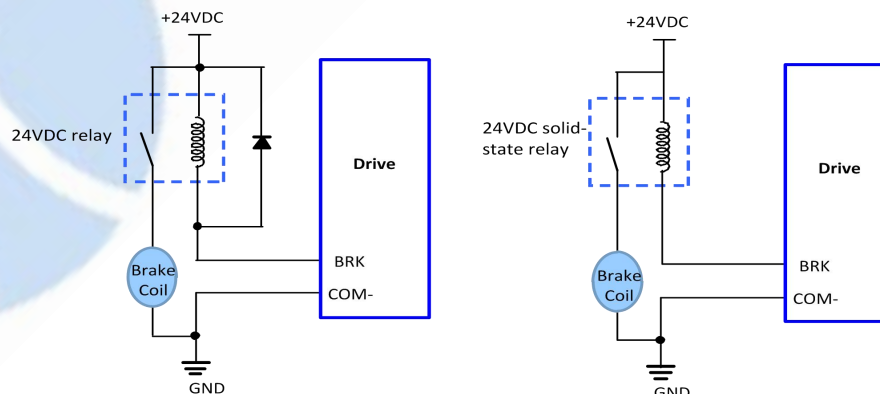 +24VDC
24VDC relay
Drive
BRK
COM-
Brake
Coil
GND
+24VDC
24VDC solid-
state relay
Drive
BRK
COM-
Brake
Coil
GND